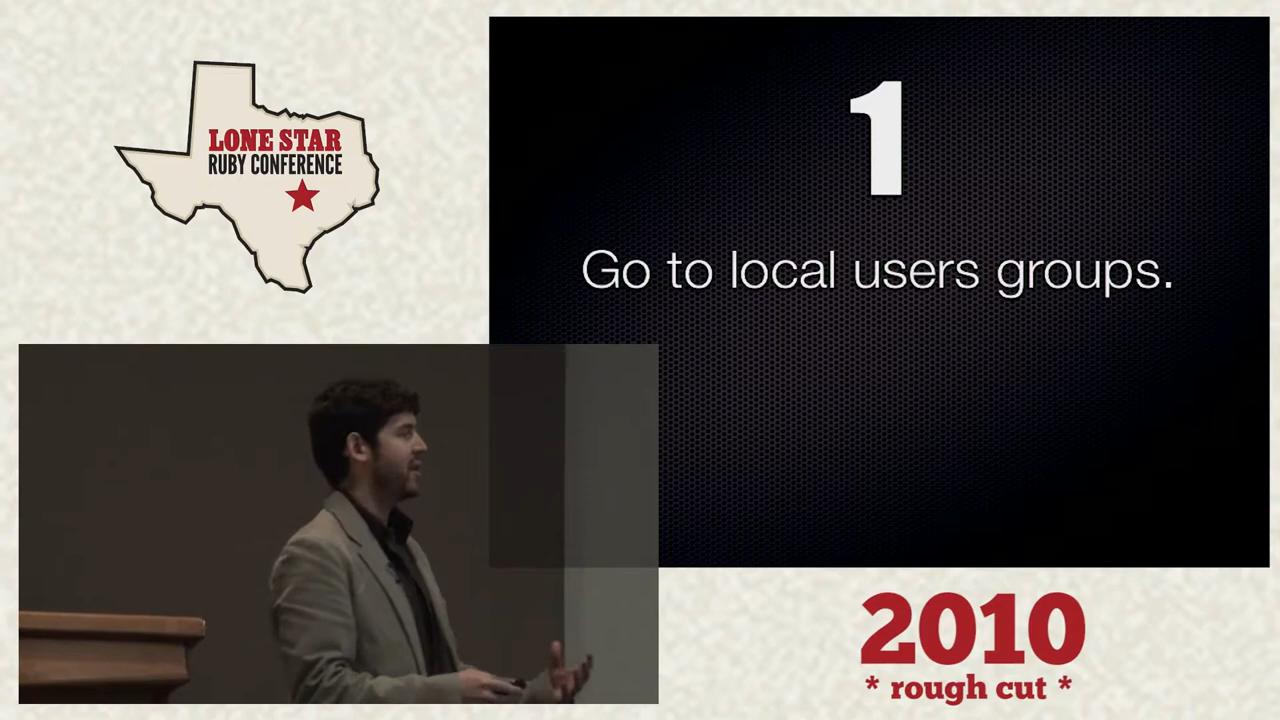 LONE STAR
RUBY CONFERENCE
1
Go to local users groups.
2010
* rough cut *